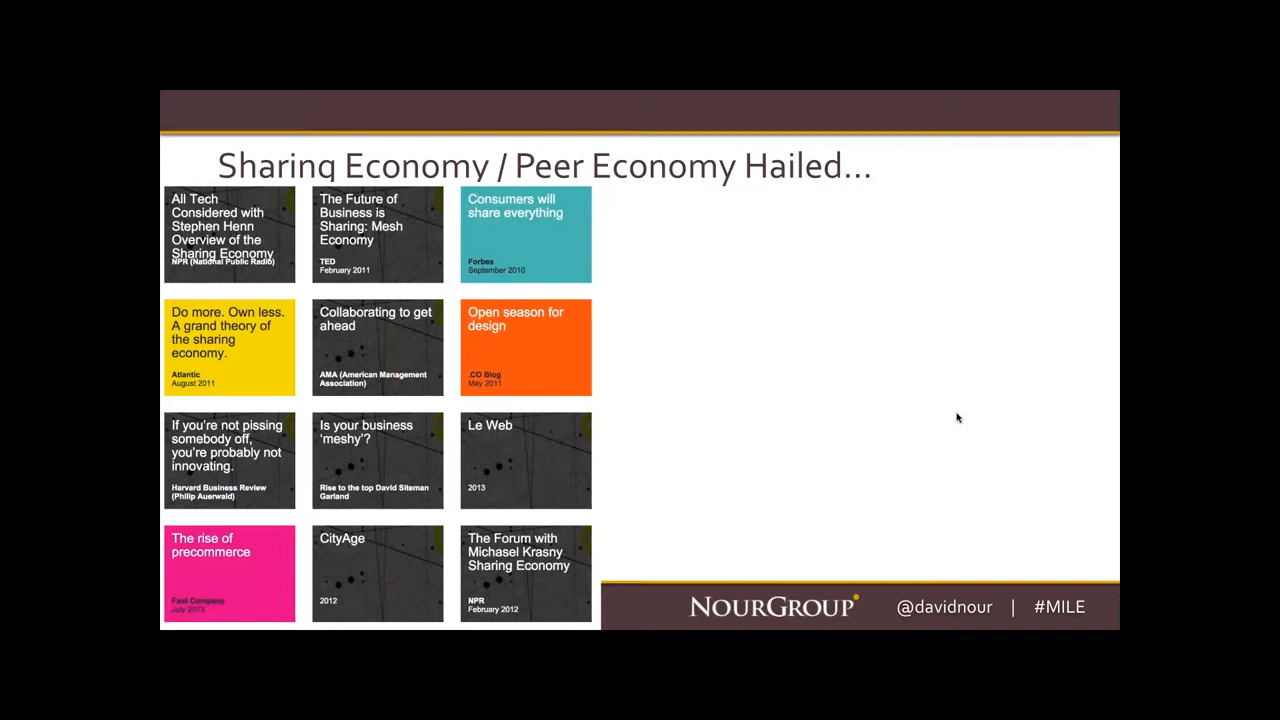 Sharing Economy / Peer Economy Hailed...
All Tech
Considered with
Stephen Henn
Overview of the
Sharing Economy
NPR (National Public Radio)
The Future of
Business is
Sharing: Mesh
Economy
TED
February 2011
Consumers will
share everything
Forbes
September 2010
Do more. Own less.
A grand theory of
the sharing
economy.
Atlantic
August 2011
Collaborating to get
ahead
AMA (American Management
Association)
Open season for
design
.CO Blog
May 2011
If you're not pissing
somebody off,
you're probably not
innovating.
Harvard Business Review
(Philip Auerwald)
Is your business
'meshy'?
Rise to the top David Siteman
Garland
Le Web
2013
The rise of
precommerce
Fast Company
July 2013
CityAge
2012
The Forum with
Michasel Krasny
Sharing Economy
NPR
February 2012
NOURGROUP
@davidnour | #MILE